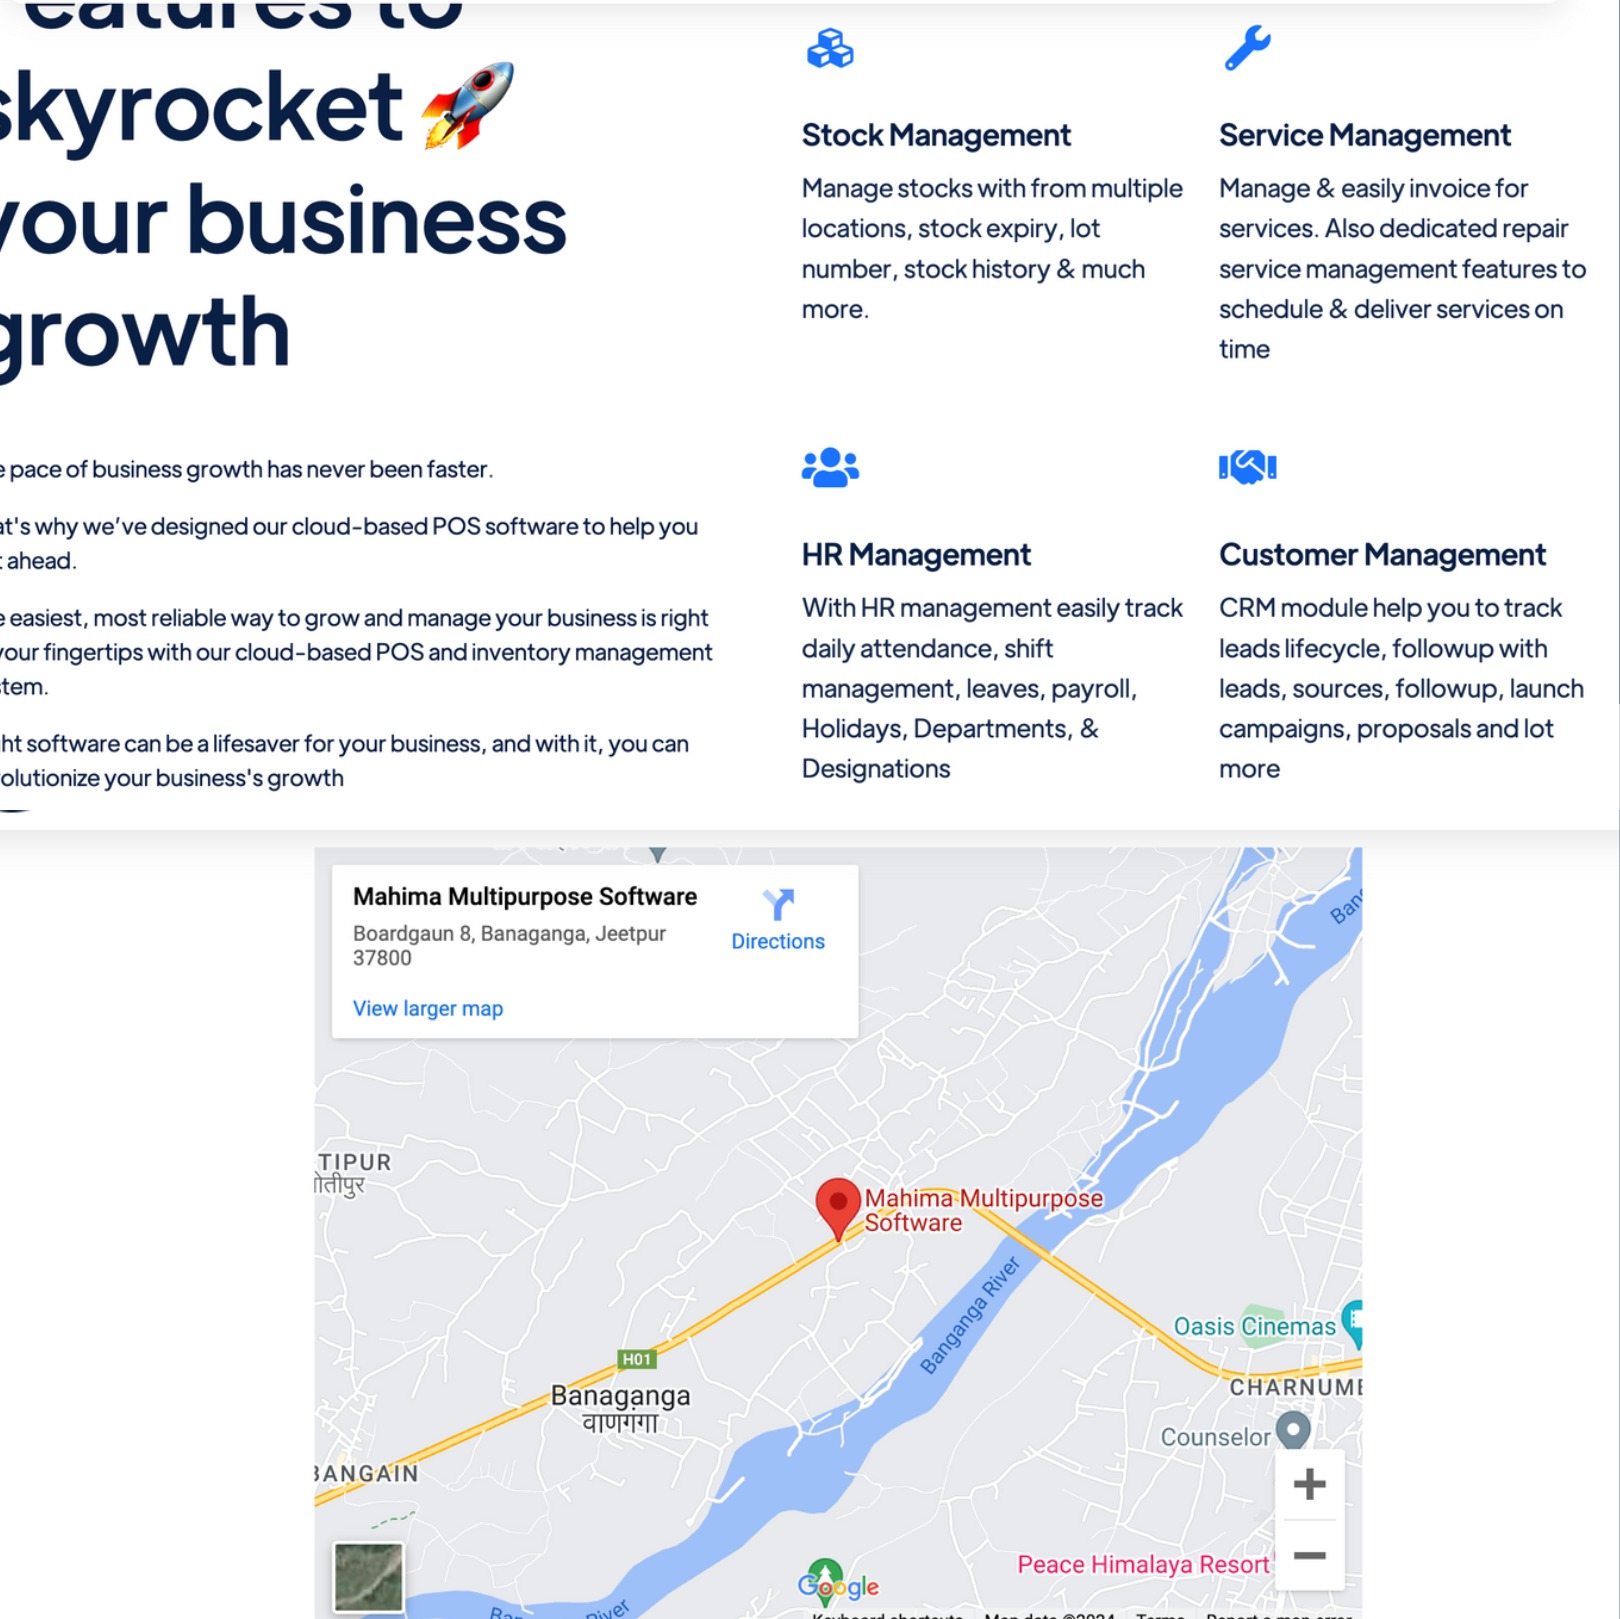 eatures to
skyrocket
your business
growth
pace of business growth has never been faster.
at's why we've designed our cloud-based POS software to help you
ahead.
easiest, most reliable way to grow and manage your business is right
your fingertips with our cloud-based POS and inventory management
stem.
ght software can be a lifesaver for your business, and with it, you can
volutionize your business's growth
Stock Management
Manage stocks with from multiple
locations, stock expiry, lot
number, stock history & much
more.
Service Management
Manage & easily invoice for
services. Also dedicated repair
service management features to
schedule & deliver services on
time
HR Management
With HR management easily track
daily attendance, shift
management, leaves, payroll,
Holidays, Departments, &
Designations
Customer Management
CRM module help you to track
leads lifecycle, followup with
leads, sources, followup, launch
campaigns, proposals and lot
more
Mahima Multipurpose Software
Boardgaun 8, Banaganga, Jeetpur
37800
Directions
View larger map
Ban
TIPUR
ोतीपुर
Mahima Multipurpose
Software
Banganga River
Oasis Cinemas
H01
CHARNUM
Banaganga
वाणगंगा
Counselor
BANGAIN
Peace Himalaya Resort
Google
Ban
River
Keyboard shortcuts
Map data ©2024
Terms
Report a map error